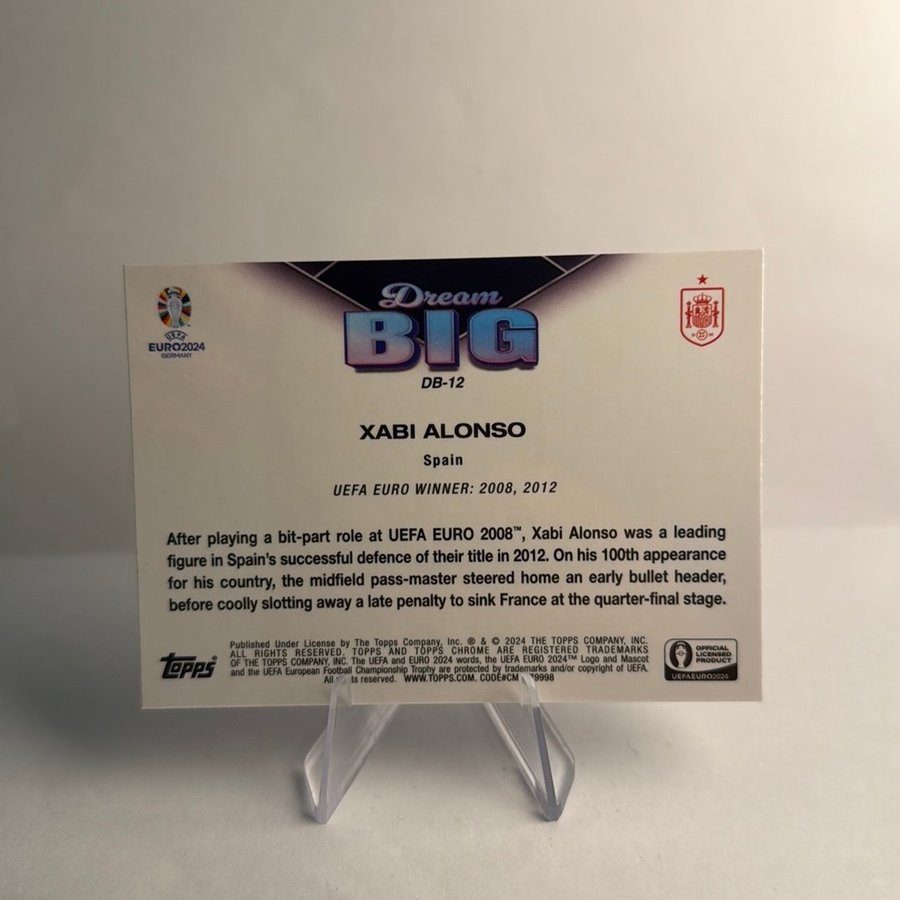 Dream
BIG
DB-12
UEFA
EURO2024
GERMANY
XABI ALONSO
Spain
UEFA EURO WINNER: 2008, 2012
After playing a bit-part role at UEFA EURO 2008™, Xabi Alonso was a leading
figure in Spain's successful defence of their title in 2012. On his 100th appearance
for his country, the midfield pass-master steered home an early bullet header,
before coolly slotting away a late penalty to sink France at the quarter-final stage.
topps®
Published Under License by The Topps Company, Inc. ® & © 2024 THE TOPPS COMPANY, INC.
ALL RIGHTS RESERVED. TOPPS AND TOPPS CHROME ARE REGISTERED TRADEMARKS
OF THE TOPPS COMPANY, INC. The UEFA and EURO 2024 words, the UEFA EURO 2024™ Logo and Mascot
and the UEFA European Football Championship Trophy are protected by trademarks and/or copyright of UEFA.
All reserved. WWW.TOPPS.COM. CODE#CM 79998
OFFICIAL
LICENSED
PRODUCT
UEFA EURO2024